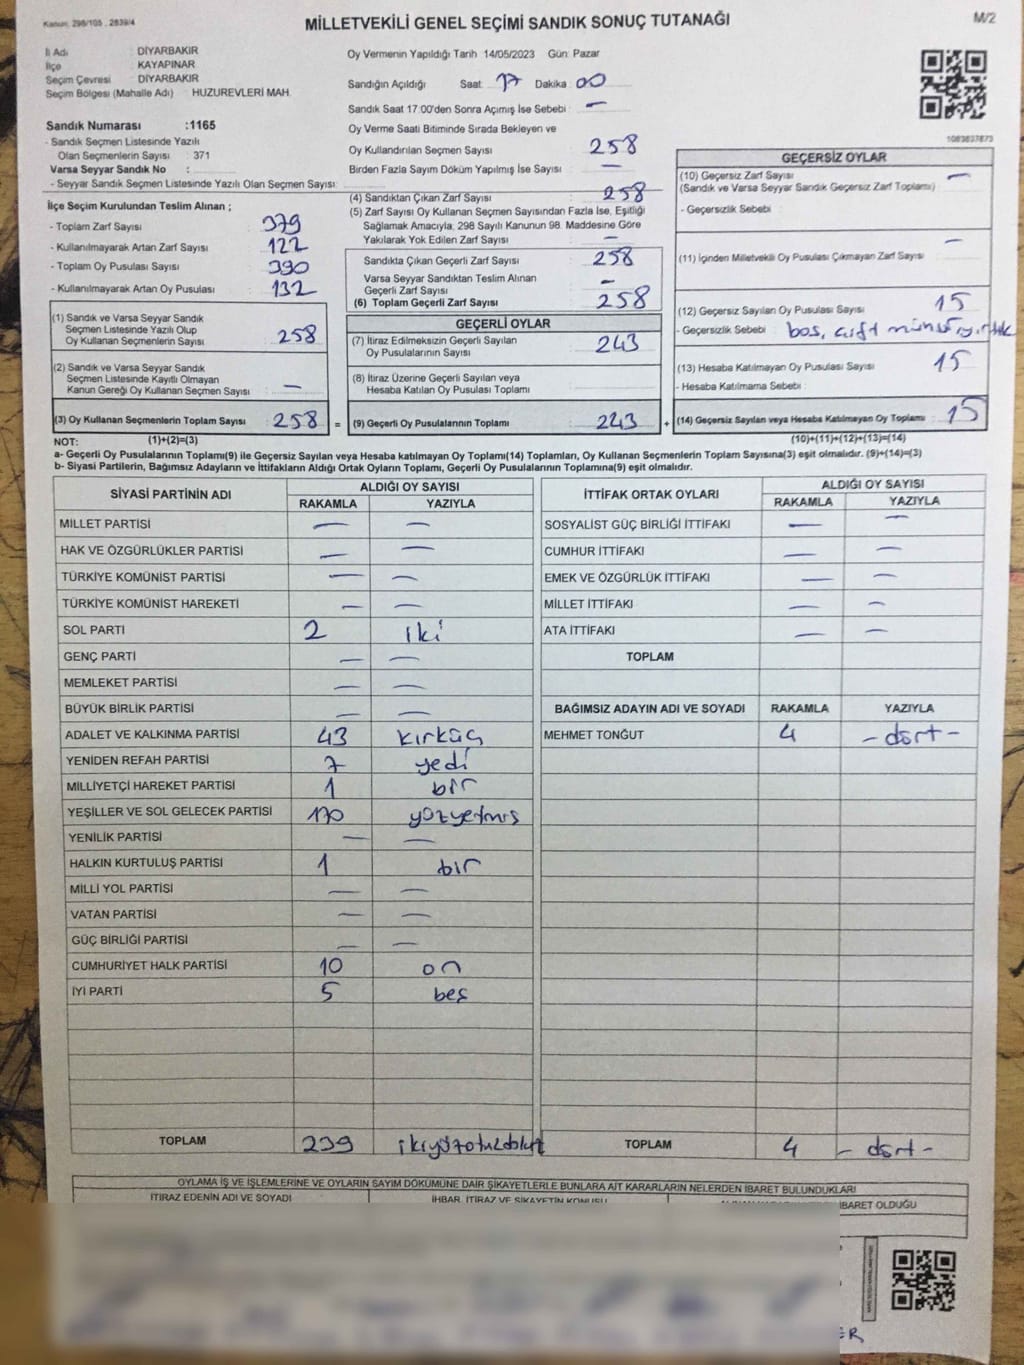 Kanun: 298/105 , 2839/4
MİLLETVEKİLİ GENEL SEÇİMİ SANDIK SONUÇ TUTANAĞI
M/2
İl Adı : DİYARBAKIR
İlçe : KAYAPINAR
Seçim Çevresi : DİYARBAKIR
Seçim Bölgesi (Mahalle Adı) : HUZUREVLERİ MAH.
Sandık Numarası :1165
- Sandık Seçmen Listesinde Yazılı
Olan Seçmenlerin Sayısı : 371
Varsa Seyyar Sandık No :
- Seyyar Sandık Seçmen Listesinde Yazılı Olan Seçmen Sayısı:
İlçe Seçim Kurulundan Teslim Alınan ;
- Toplam Zarf Sayısı : 379
- Kullanılmayarak Artan Zarf Sayısı : 122
- Toplam Oy Pusulası Sayısı : 390
- Kullanılmayarak Artan Oy Pusulası : 132
(1) Sandık ve Varsa Seyyar Sandık
Seçmen Listesinde Yazılı Olup
Oy Kullanan Seçmenlerin Sayısı : 258
(2) Sandık ve Varsa Seyyar Sandık
Seçmen Listesinde Kayıtlı Olmayan
Kanun Gereği Oy Kullanan Seçmen Sayısı : —
(3) Oy Kullanan Seçmenlerin Toplam Sayısı : 258 =
Oy Vermenin Yapıldığı Tarih 14/05/2023 Gün: Pazar
Sandığın Açıldığı Saat: 17 Dakika: 00
Sandık Saat 17:00'den Sonra Açımış İse Sebebi : —
Oy Verme Saati Bitiminde Sırada Bekleyen ve
Oy Kullandırılan Seçmen Sayısı : 258
Birden Fazla Sayım Döküm Yapılmış İse Sayısı : —
(4) Sandıktan Çıkan Zarf Sayısı : 258
(5) Zarf Sayısı Oy Kullanan Seçmen Sayısından Fazla İse, Eşitliği
Sağlamak Amacıyla, 298 Sayılı Kanunun 98. Maddesine Göre
Yakılarak Yok Edilen Zarf Sayısı : —
Sandıkta Çıkan Geçerli Zarf Sayısı : 258
Varsa Seyyar Sandıktan Teslim Alınan
Geçerli Zarf Sayısı : —
(6) Toplam Geçerli Zarf Sayısı : 258
GEÇERLİ OYLAR
(7) İtiraz Edilmeksizin Geçerli Sayılan
Oy Pusulalarının Sayısı : 243
(8) İtiraz Üzerine Geçerli Sayılan veya
Hesaba Katılan Oy Pusulası Toplamı :
(9) Geçerli Oy Pusulalarının Toplamı : 243 +
1083837873
GEÇERSİZ OYLAR
(10) Geçersiz Zarf Sayısı : —
(Sandık ve Varsa Seyyar Sandık Geçersiz Zarf Toplamı)
- Geçersizlik Sebebi :
(11) İçinden Milletvekili Oy Pusulası Çıkmayan Zarf Sayısı : —
(12) Geçersiz Sayılan Oy Pusulası Sayısı : 15
- Geçersizlik Sebebi : boş, çift mühür, yırtık
(13) Hesaba Katılmayan Oy Pusulası Sayısı : 15
- Hesaba Katılmama Sebebi :
(14) Geçersiz Sayılan veya Hesaba Katılmayan Oy Toplamı : 15
NOT: (1)+(2)=(3) (10)+(11)+(12)+(13)=(14)
a- Geçerli Oy Pusulalarının Toplamı(9) ile Geçersiz Sayılan veya Hesaba katılmayan Oy Toplamı(14) Toplamları, Oy Kullanan Seçmenlerin Toplam Sayısına(3) eşit olmalıdır. (9)+(14)=(3)
b- Siyasi Partilerin, Bağımsız Adayların ve İttifakların Aldığı Ortak Oyların Toplamı, Geçerli Oy Pusulalarının Toplamına(9) eşit olmalıdır.
SİYASİ PARTİNİN ADI ALDIĞI OY SAYISI
RAKAMLA YAZIYLA
MİLLET PARTİSİ — —
HAK VE ÖZGÜRLÜKLER PARTİSİ — —
TÜRKİYE KOMÜNİST PARTİSİ — —
TÜRKİYE KOMÜNİST HAREKETİ — —
SOL PARTİ 2 iki
GENÇ PARTİ — —
MEMLEKET PARTİSİ — —
BÜYÜK BİRLİK PARTİSİ — —
ADALET VE KALKINMA PARTİSİ 43 kırküç
YENİDEN REFAH PARTİSİ 7 yedi
MİLLİYETÇİ HAREKET PARTİSİ 1 bir
YEŞİLLER VE SOL GELECEK PARTİSİ 170 yüzyetmiş
YENİLİK PARTİSİ — —
HALKIN KURTULUŞ PARTİSİ 1 bir
MİLLİ YOL PARTİSİ — —
VATAN PARTİSİ — —
GÜÇ BİRLİĞİ PARTİSİ — —
CUMHURİYET HALK PARTİSİ 10 on
İYİ PARTİ 5 beş
TOPLAM 239 ikiyüzotuzdokuz
İTTİFAK ORTAK OYLARI ALDIĞI OY SAYISI
RAKAMLA YAZIYLA
SOSYALİST GÜÇ BİRLİĞİ İTTİFAKI — —
CUMHUR İTTİFAKI — —
EMEK VE ÖZGÜRLÜK İTTİFAKI — —
MİLLET İTTİFAKI — —
ATA İTTİFAKI — —
TOPLAM
BAĞIMSIZ ADAYIN ADI VE SOYADI RAKAMLA YAZIYLA
MEHMET TONĞUT 4 - dört -
TOPLAM 4 - dört -
OYLAMA İŞ VE İŞLEMLERİNE VE OYLARIN SAYIM DÖKÜMÜNE DAİR ŞİKAYETLERLE BUNLARA AİT KARARLARIN NELERDEN İBARET BULUNDUKLARI
İTİRAZ EDENİN ADI VE SOYADI İHBAR, İTİRAZ VE ŞİKAYETİN KONUSU İBARET OLDUĞU